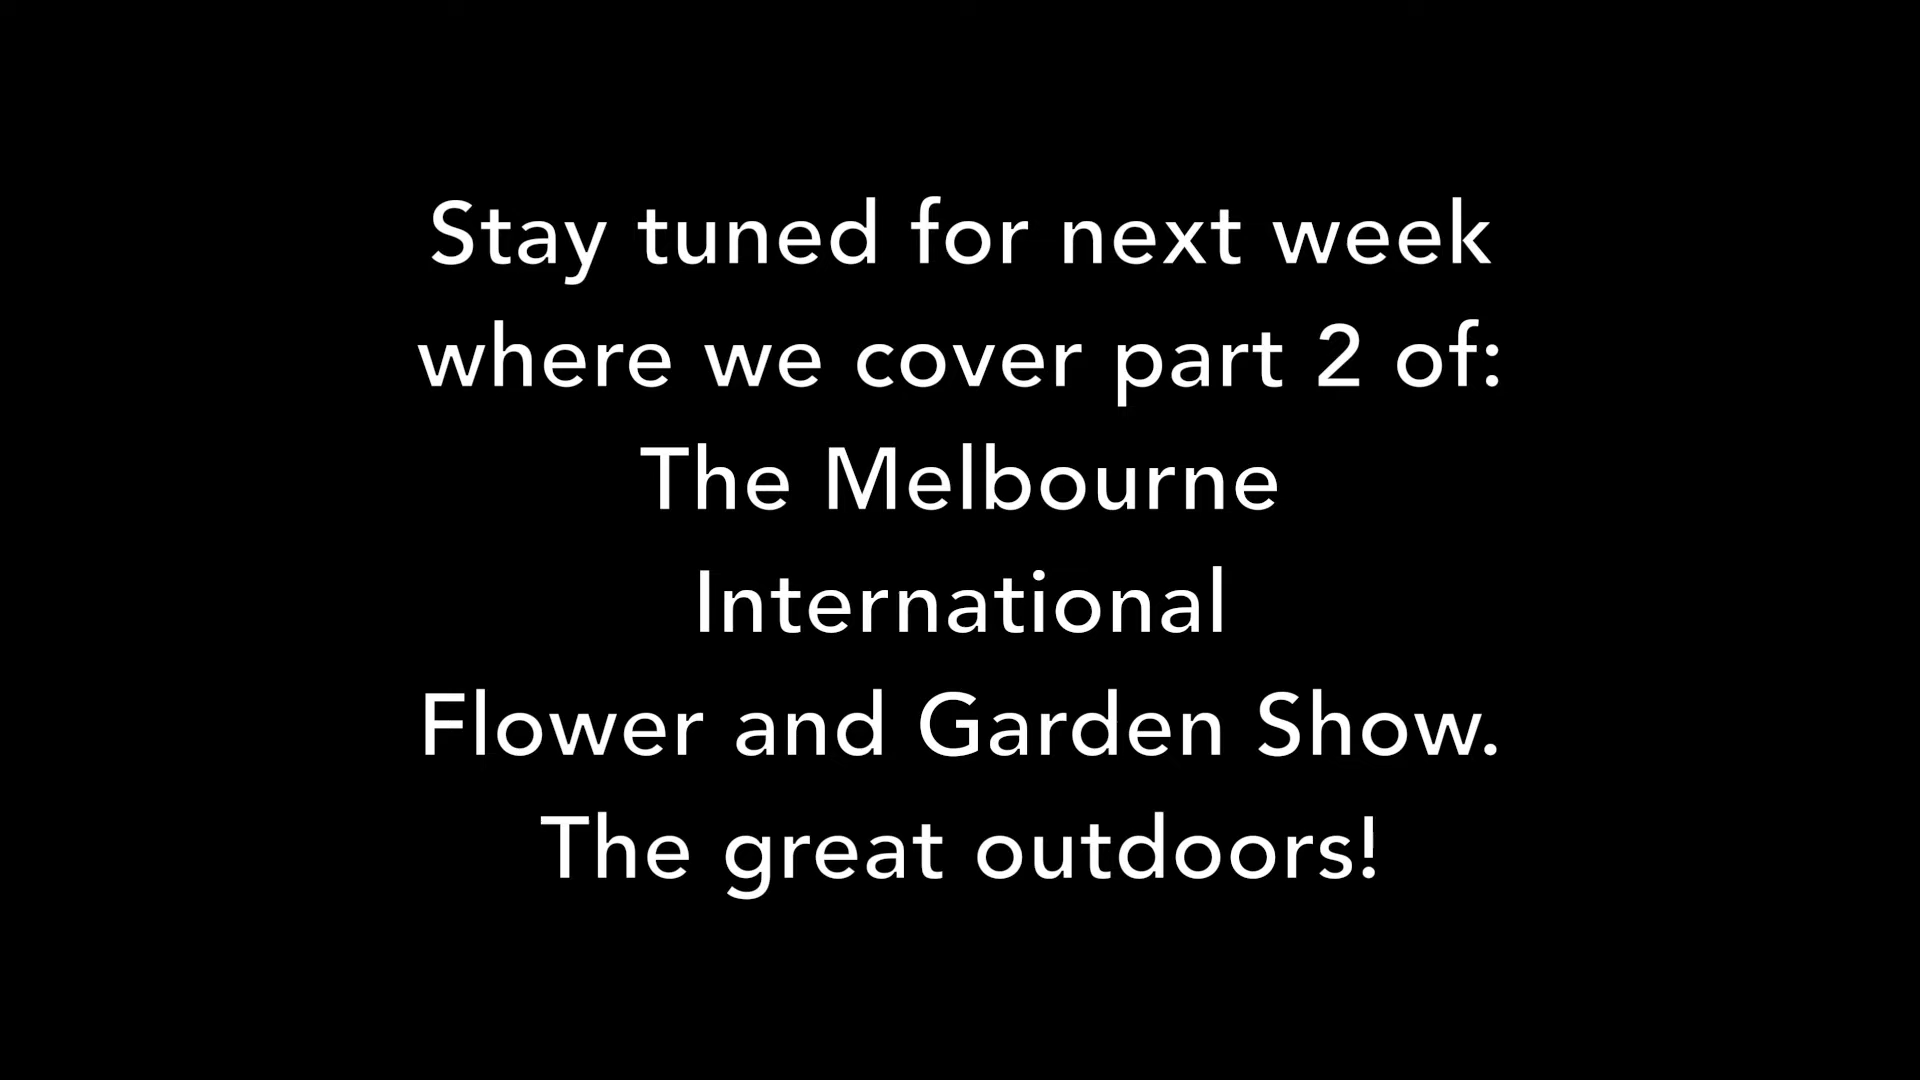 Stay tuned for next week
where we cover part 2 of:
The Melbourne
International
Flower and Garden Show.
The great outdoors!